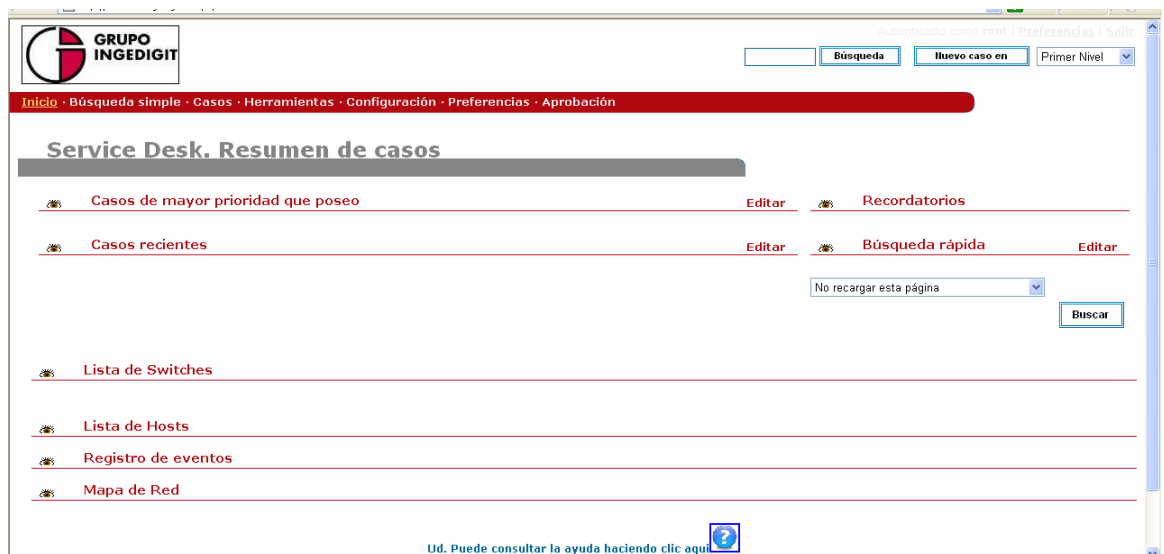 Autenticado como root | Preferencias | Salir
GRUPO
INGEDIGIT
Búsqueda
Nuevo caso en
Primer Nivel
Inicio · Búsqueda simple · Casos · Herramientas · Configuración · Preferencias · Aprobación
Service Desk. Resumen de casos
Casos de mayor prioridad que poseo
Editar
Recordatorios
Casos recientes
Editar
Búsqueda rápida
Editar
No recargar esta página
Buscar
Lista de Switches
Lista de Hosts
Registro de eventos
Mapa de Red
Ud. Puede consultar la ayuda haciendo clic aqui
?